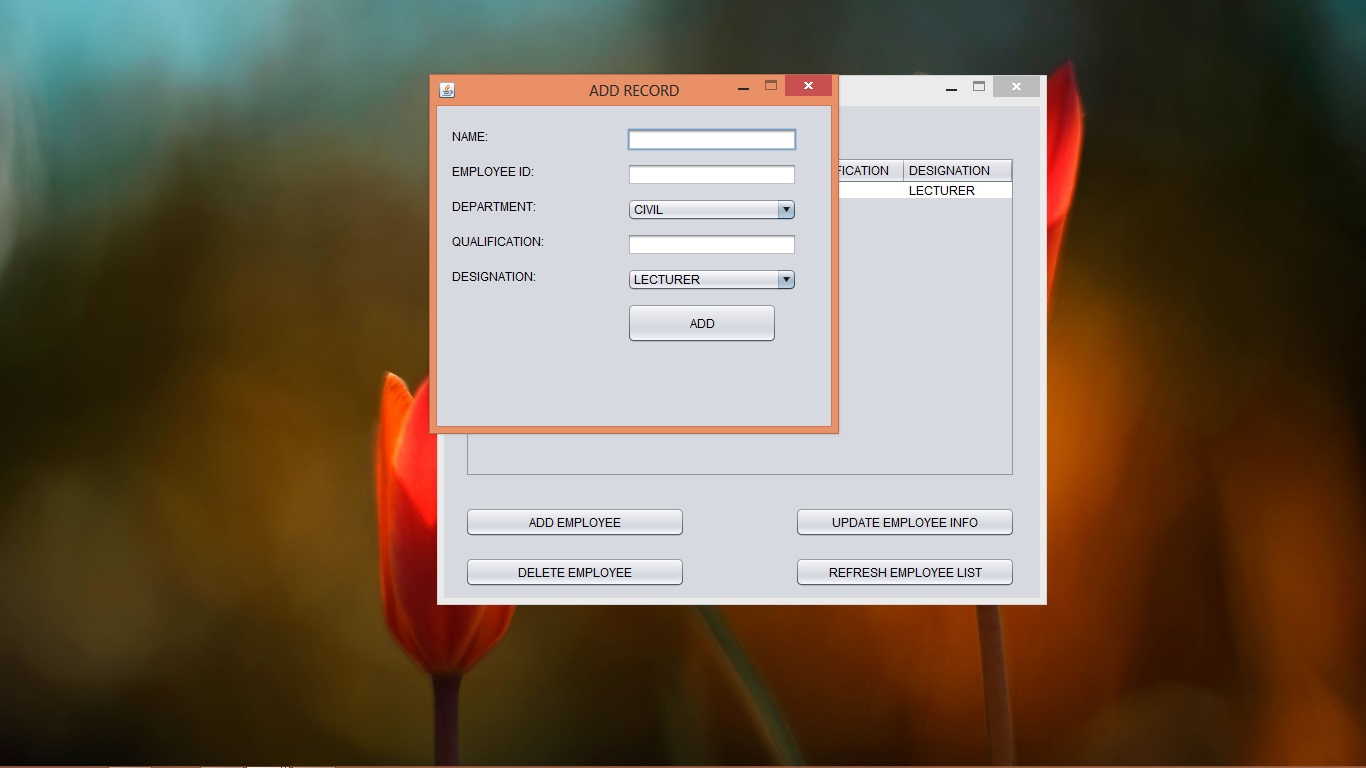 ADD RECORD
NAME:
EMPLOYEE ID:
DEPARTMENT: CIVIL
QUALIFICATION:
DESIGNATION: LECTURER
ADD
FICATION DESIGNATION
LECTURER
ADD EMPLOYEE UPDATE EMPLOYEE INFO
DELETE EMPLOYEE REFRESH EMPLOYEE LIST